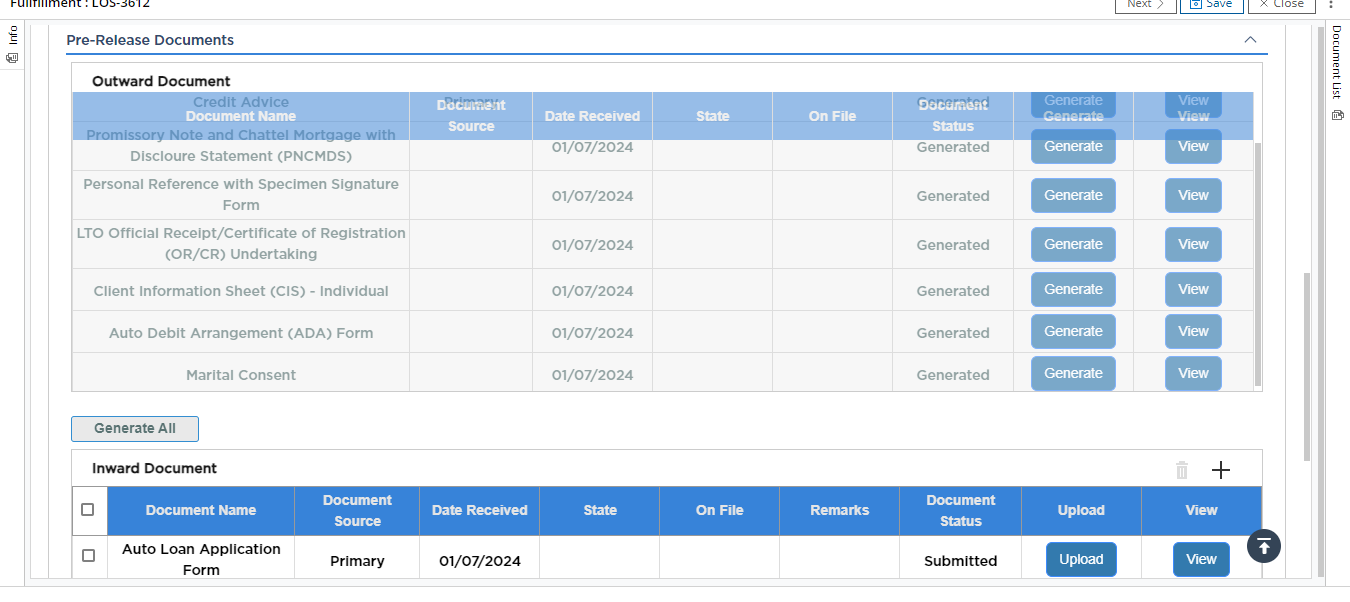 Fullfillment : LOS-3612
Next
Save
Close
Info
Document List
Pre-Release Documents
Outward Document
Credit Advice Primary Generated Generate View
Document Name Document Source Date Received State On File Document Status Generate View
Promissory Note and Chattel Mortgage with
Discloure Statement (PNCMDS) 01/07/2024 Generated Generate View
Personal Reference with Specimen Signature
Form 01/07/2024 Generated Generate View
LTO Official Receipt/Certificate of Registration
(OR/CR) Undertaking 01/07/2024 Generated Generate View
Client Information Sheet (CIS) - Individual 01/07/2024 Generated Generate View
Auto Debit Arrangement (ADA) Form 01/07/2024 Generated Generate View
Marital Consent 01/07/2024 Generated Generate View
Generate All
Inward Document
Document Name Document Source Date Received State On File Remarks Document Status Upload View
Auto Loan Application
Form Primary 01/07/2024 Submitted Upload View